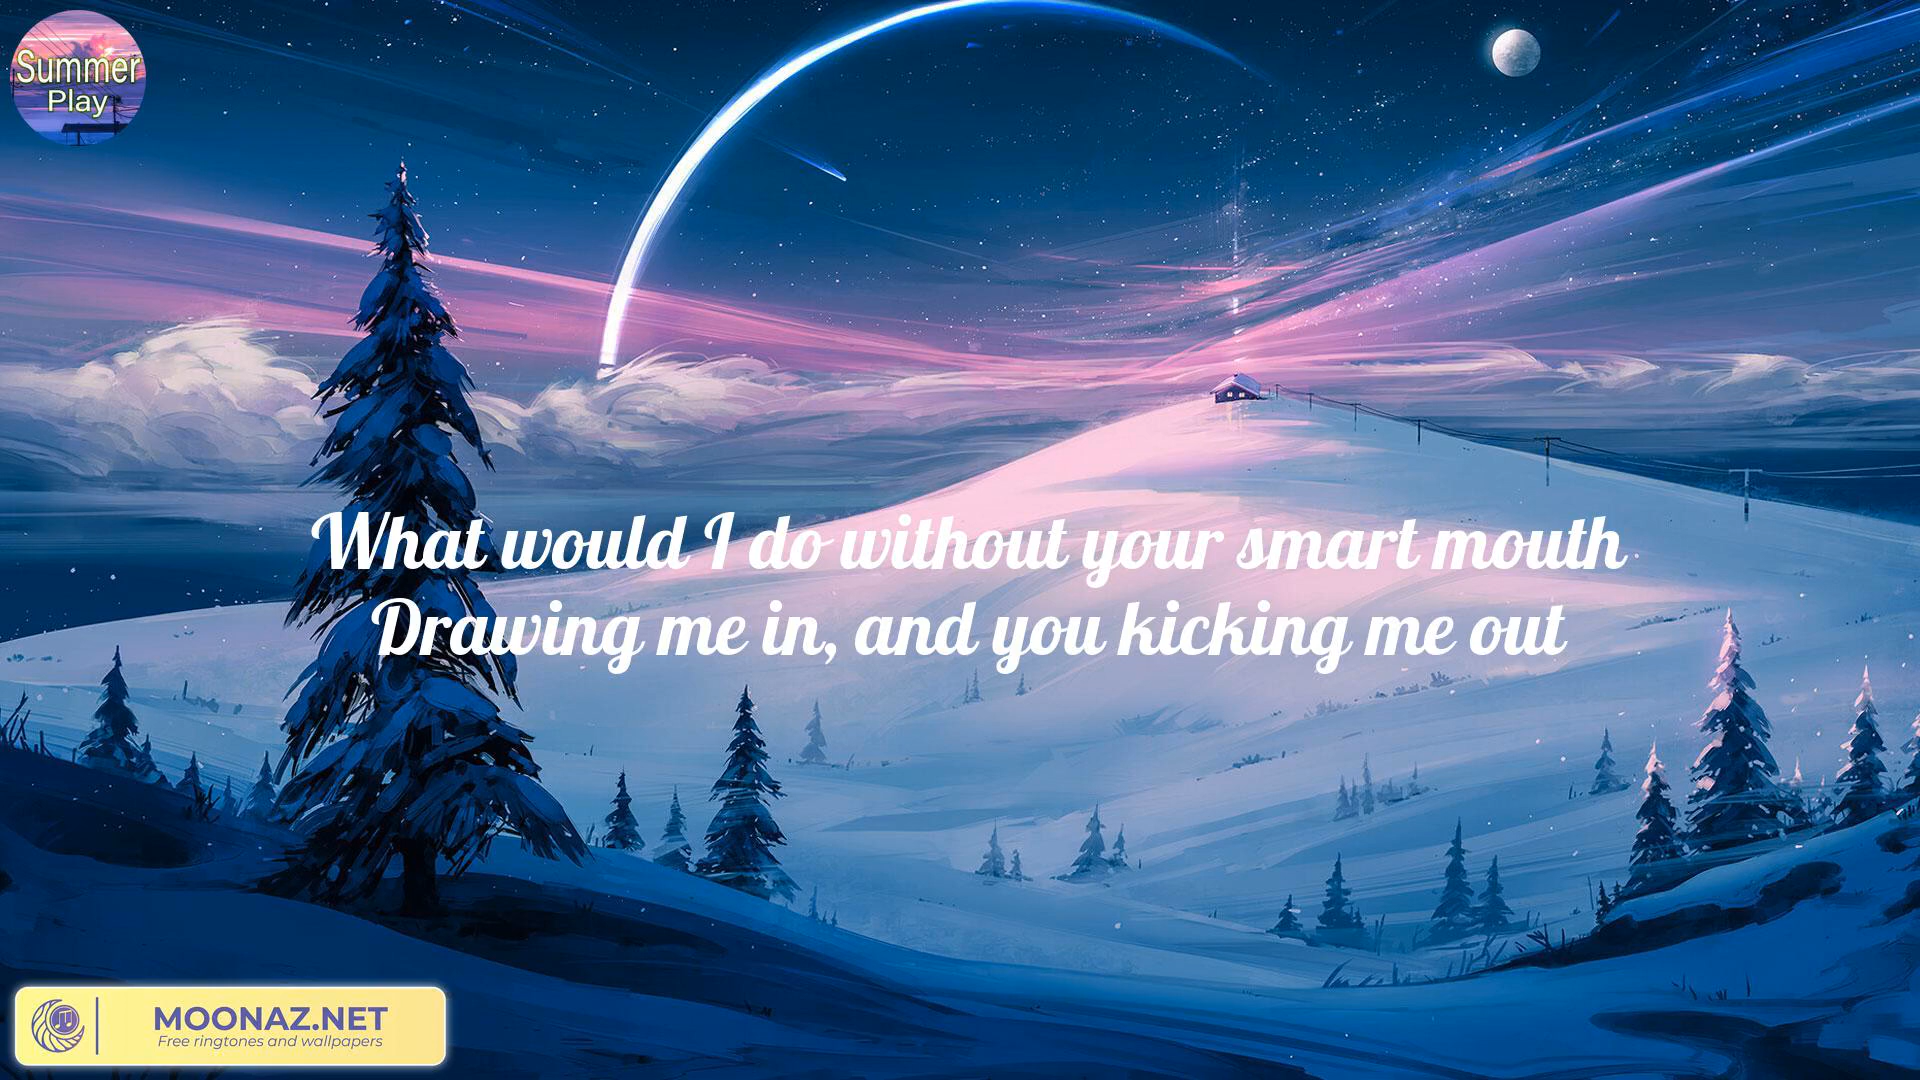 Summer
Play
What would I do without your smart mouth
Drawing me in, and you kicking me out
MOONAZ.NET
Free ringtones and wallpapers